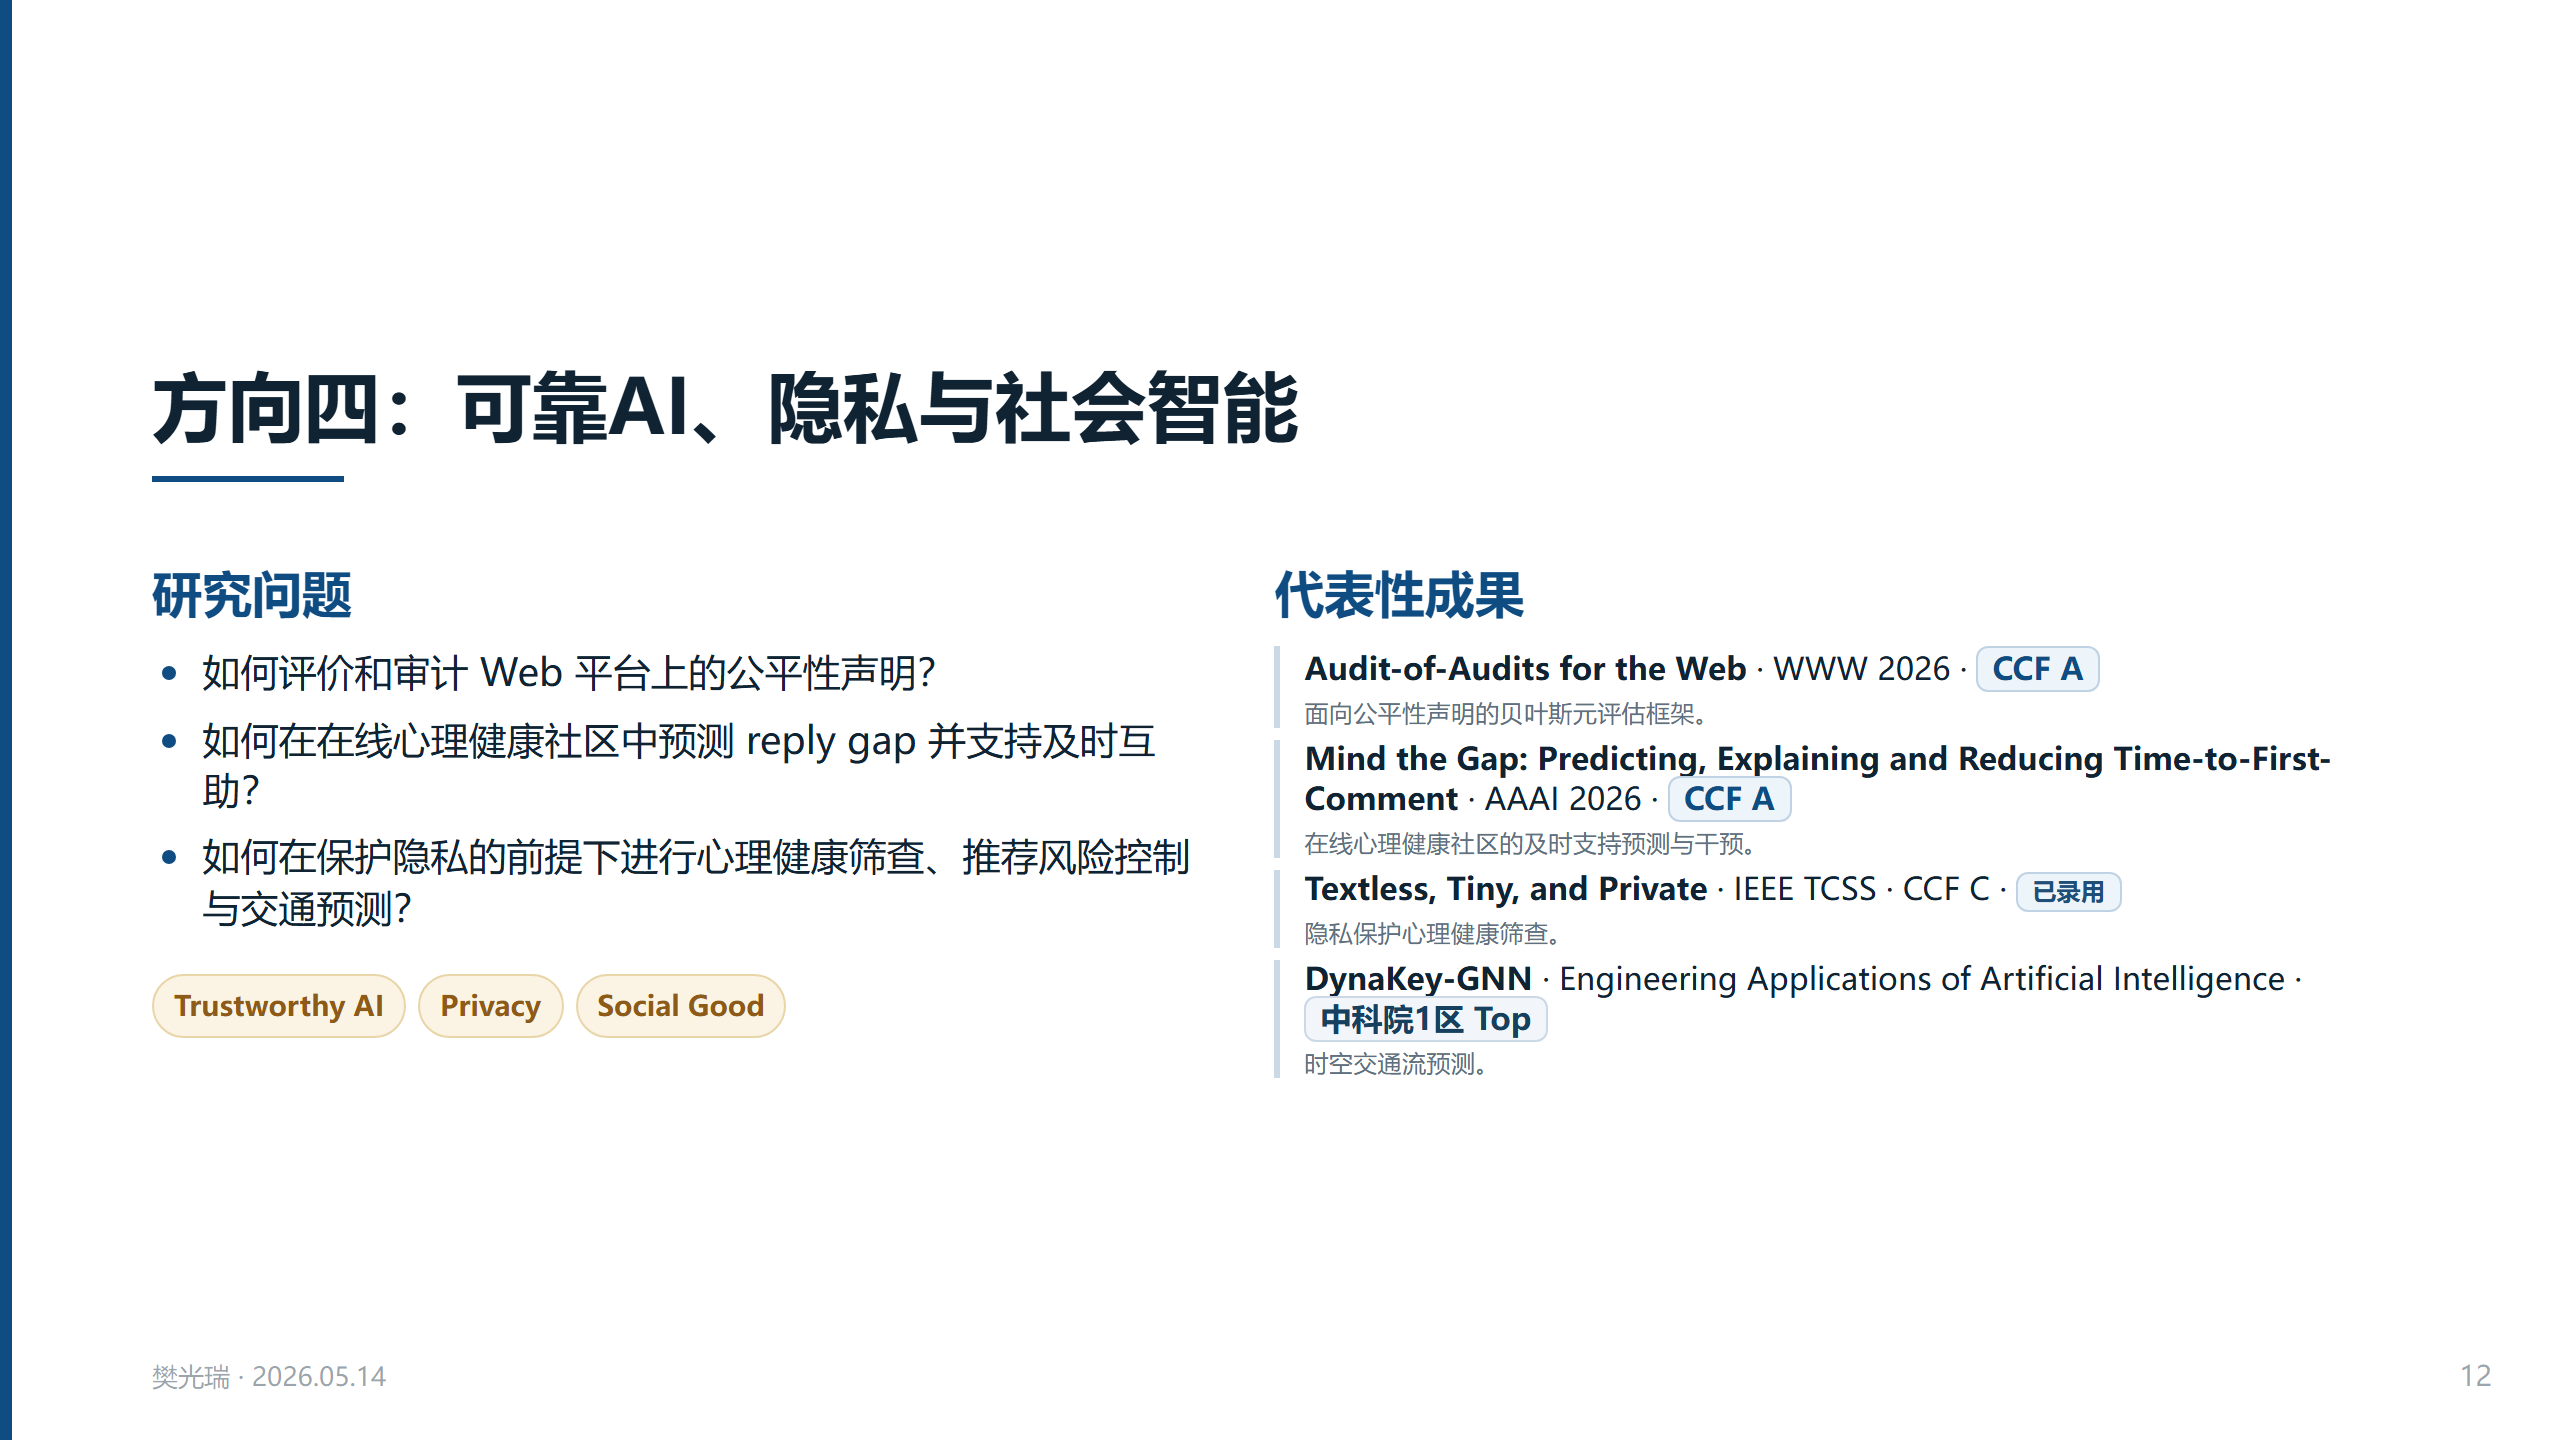 方向四：可靠AI、隐私与社会智能
研究问题
如何评价和审计 Web 平台上的公平性声明？
如何在在线心理健康社区中预测 reply gap 并支持及时互
助？
如何在保护隐私的前提下进行心理健康筛查、推荐风险控制
与交通预测？
Trustworthy AI Privacy Social Good
代表性成果
Audit-of-Audits for the Web · WWW 2026 · CCF A
面向公平性声明的贝叶斯元评估框架。
Mind the Gap: Predicting, Explaining and Reducing Time-to-First-
Comment · AAAI 2026 · CCF A
在线心理健康社区的及时支持预测与干预。
Textless, Tiny, and Private · IEEE TCSS · CCF C · 已录用
隐私保护心理健康筛查。
DynaKey-GNN · Engineering Applications of Artificial Intelligence ·
中科院1区 Top
时空交通流预测。
樊光瑞 · 2026.05.14
12